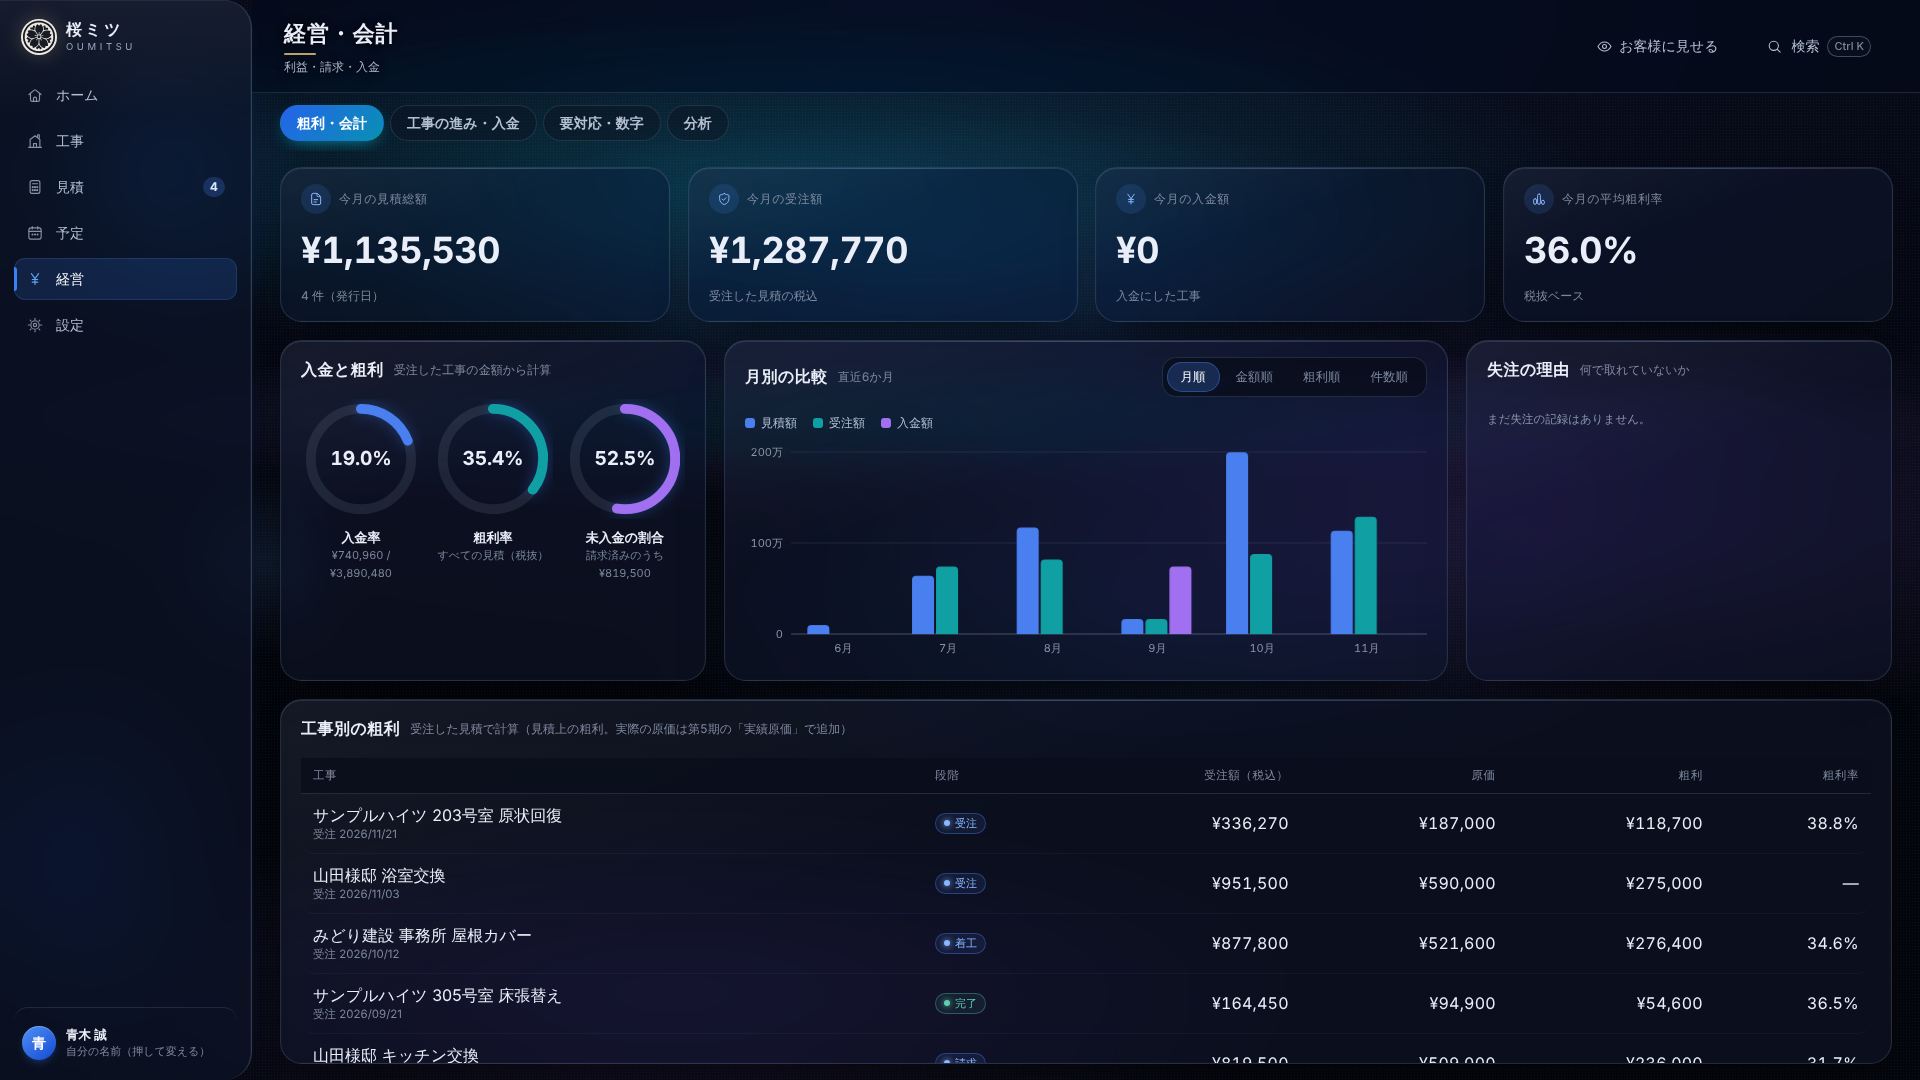 桜ミツ
OUMITSU
ホーム
工事
見積 4
予定
経営
設定
青
青木 誠
自分の名前（押して変える）
経営・会計
利益・請求・入金
お客様に見せる
検索 Ctrl K
粗利・会計 工事の進み・入金 要対応・数字 分析
今月の見積総額
¥1,135,530
4 件（発行日）
今月の受注額
¥1,287,770
受注した見積の税込
今月の入金額
¥0
入金にした工事
今月の平均粗利率
36.0%
税抜ベース
入金と粗利 受注した工事の金額から計算
19.0%
入金率
¥740,960 /
¥3,890,480
35.4%
粗利率
すべての見積（税抜）
52.5%
未入金の割合
請求済みのうち
¥819,500
月別の比較 直近6か月
月順 金額順 粗利順 件数順
見積額 受注額 入金額
200万
100万
0
6月 7月 8月 9月 10月 11月
失注の理由 何で取れていないか
まだ失注の記録はありません。
工事別の粗利 受注した見積で計算（見積上の粗利。実際の原価は第5期の「実績原価」で追加）
工事 段階 受注額（税込） 原価 粗利 粗利率
サンプルハイツ 203号室 原状回復
受注 2026/11/21
受注 ¥336,270 ¥187,000 ¥118,700 38.8%
山田様邸 浴室交換
受注 2026/11/03
受注 ¥951,500 ¥590,000 ¥275,000 —
みどり建設 事務所 屋根カバー
受注 2026/10/12
着工 ¥877,800 ¥521,600 ¥276,400 34.6%
サンプルハイツ 305号室 床張替え
受注 2026/09/21
完了 ¥164,450 ¥94,900 ¥54,600 36.5%
山田様邸 キッチン交換
請求 ¥819,500 ¥509,000 ¥236,000 31.7%